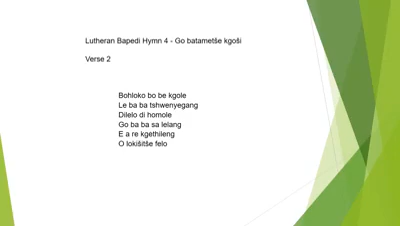 Lutheran Bapedi Hymn 4 - Go batametše kgoši
Verse 2
Bohloko bo be kgole
Le ba ba tshwenyegang
Dilelo di homole
Go ba ba sa lelang
E a re kgethileng
O lokišitše felo